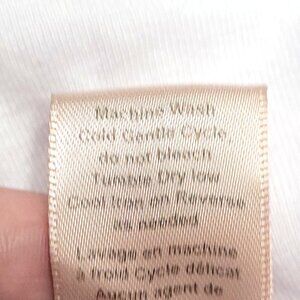 Machine Wash
Cold Gentle Cycle,
do not bleach
Tumble Dry low
Cool Iron on Reverse
as needed
Lavage en machine
à froid Cycle délicat
Aucun agent de